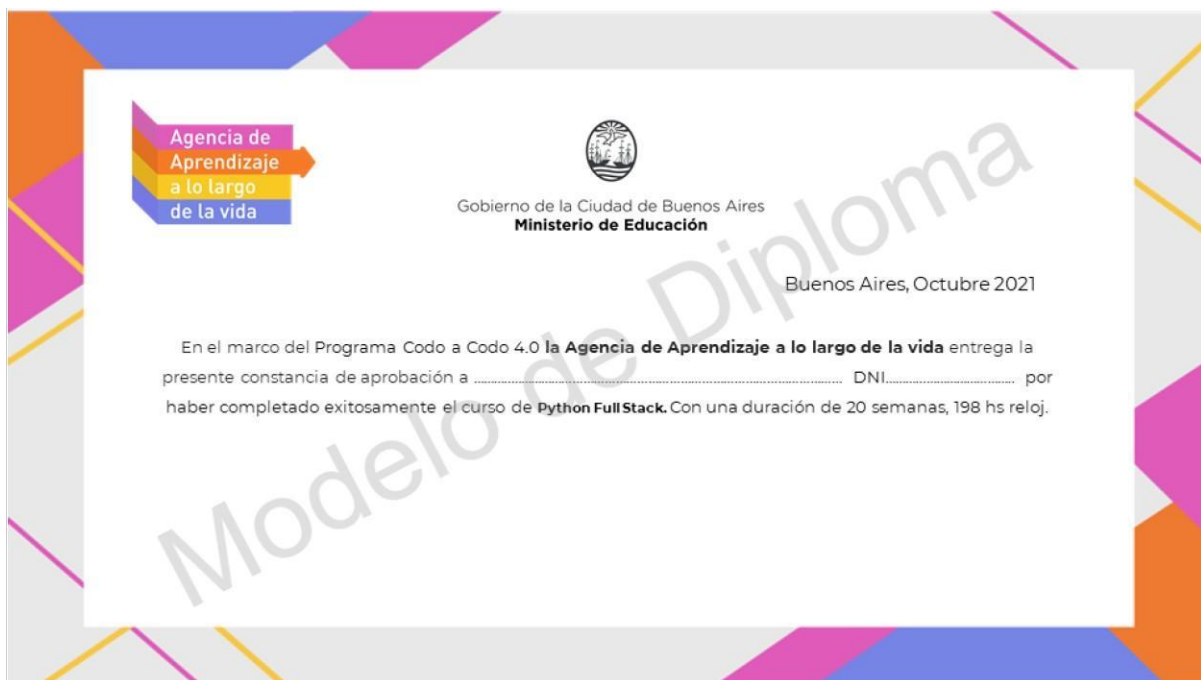 Agencia de
Aprendizaje
a lo largo
de la vida
Gobierno de la Ciudad de Buenos Aires
Ministerio de Educación
Modelo de Diploma
Buenos Aires, Octubre 2021
En el marco del Programa Codo a Codo 4.0 la Agencia de Aprendizaje a lo largo de la vida entrega la
presente constancia de aprobación a ........................................................................................ DNI............................... por
haber completado exitosamente el curso de Python Full Stack. Con una duración de 20 semanas, 198 hs reloj.